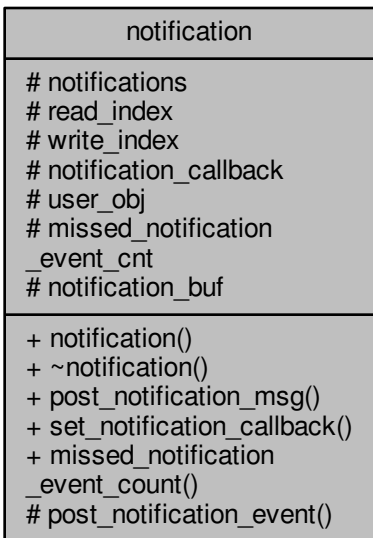 notification
# notifications
# read_index
# write_index
# notification_callback
# user_obj
# missed_notification
_event_cnt
# notification_buf
+ notification()
+ ~notification()
+ post_notification_msg()
+ set_notification_callback()
+ missed_notification
_event_count()
# post_notification_event()